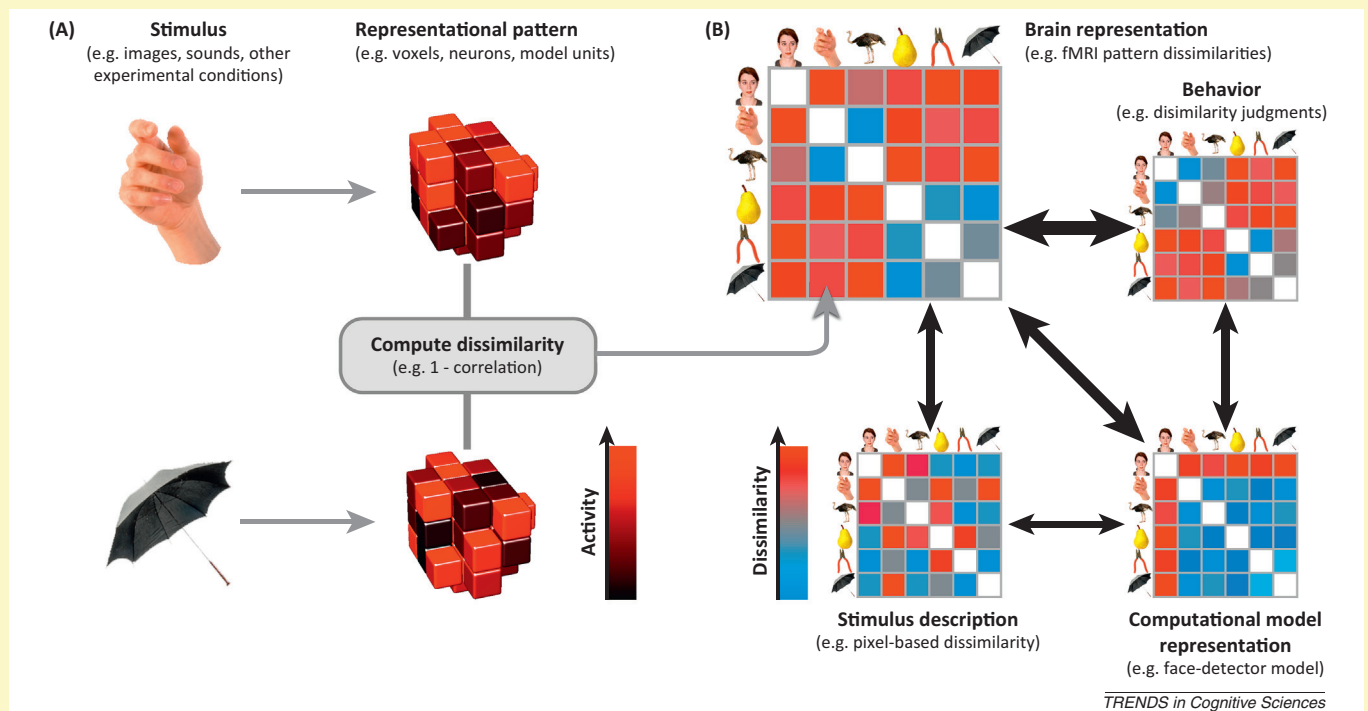 (A)
Stimulus
(e.g. images, sounds, other
experimental conditions)
Representational pattern
(e.g. voxels, neurons, model units)
Compute dissimilarity
(e.g. 1 - correlation)
Activity
(B)
Brain representation
(e.g. fMRI pattern dissimilarities)
Behavior
(e.g. disimilarity judgments)
Dissimilarity
Stimulus description
(e.g. pixel-based dissimilarity)
Computational model
representation
(e.g. face-detector model)
TRENDS in Cognitive Sciences